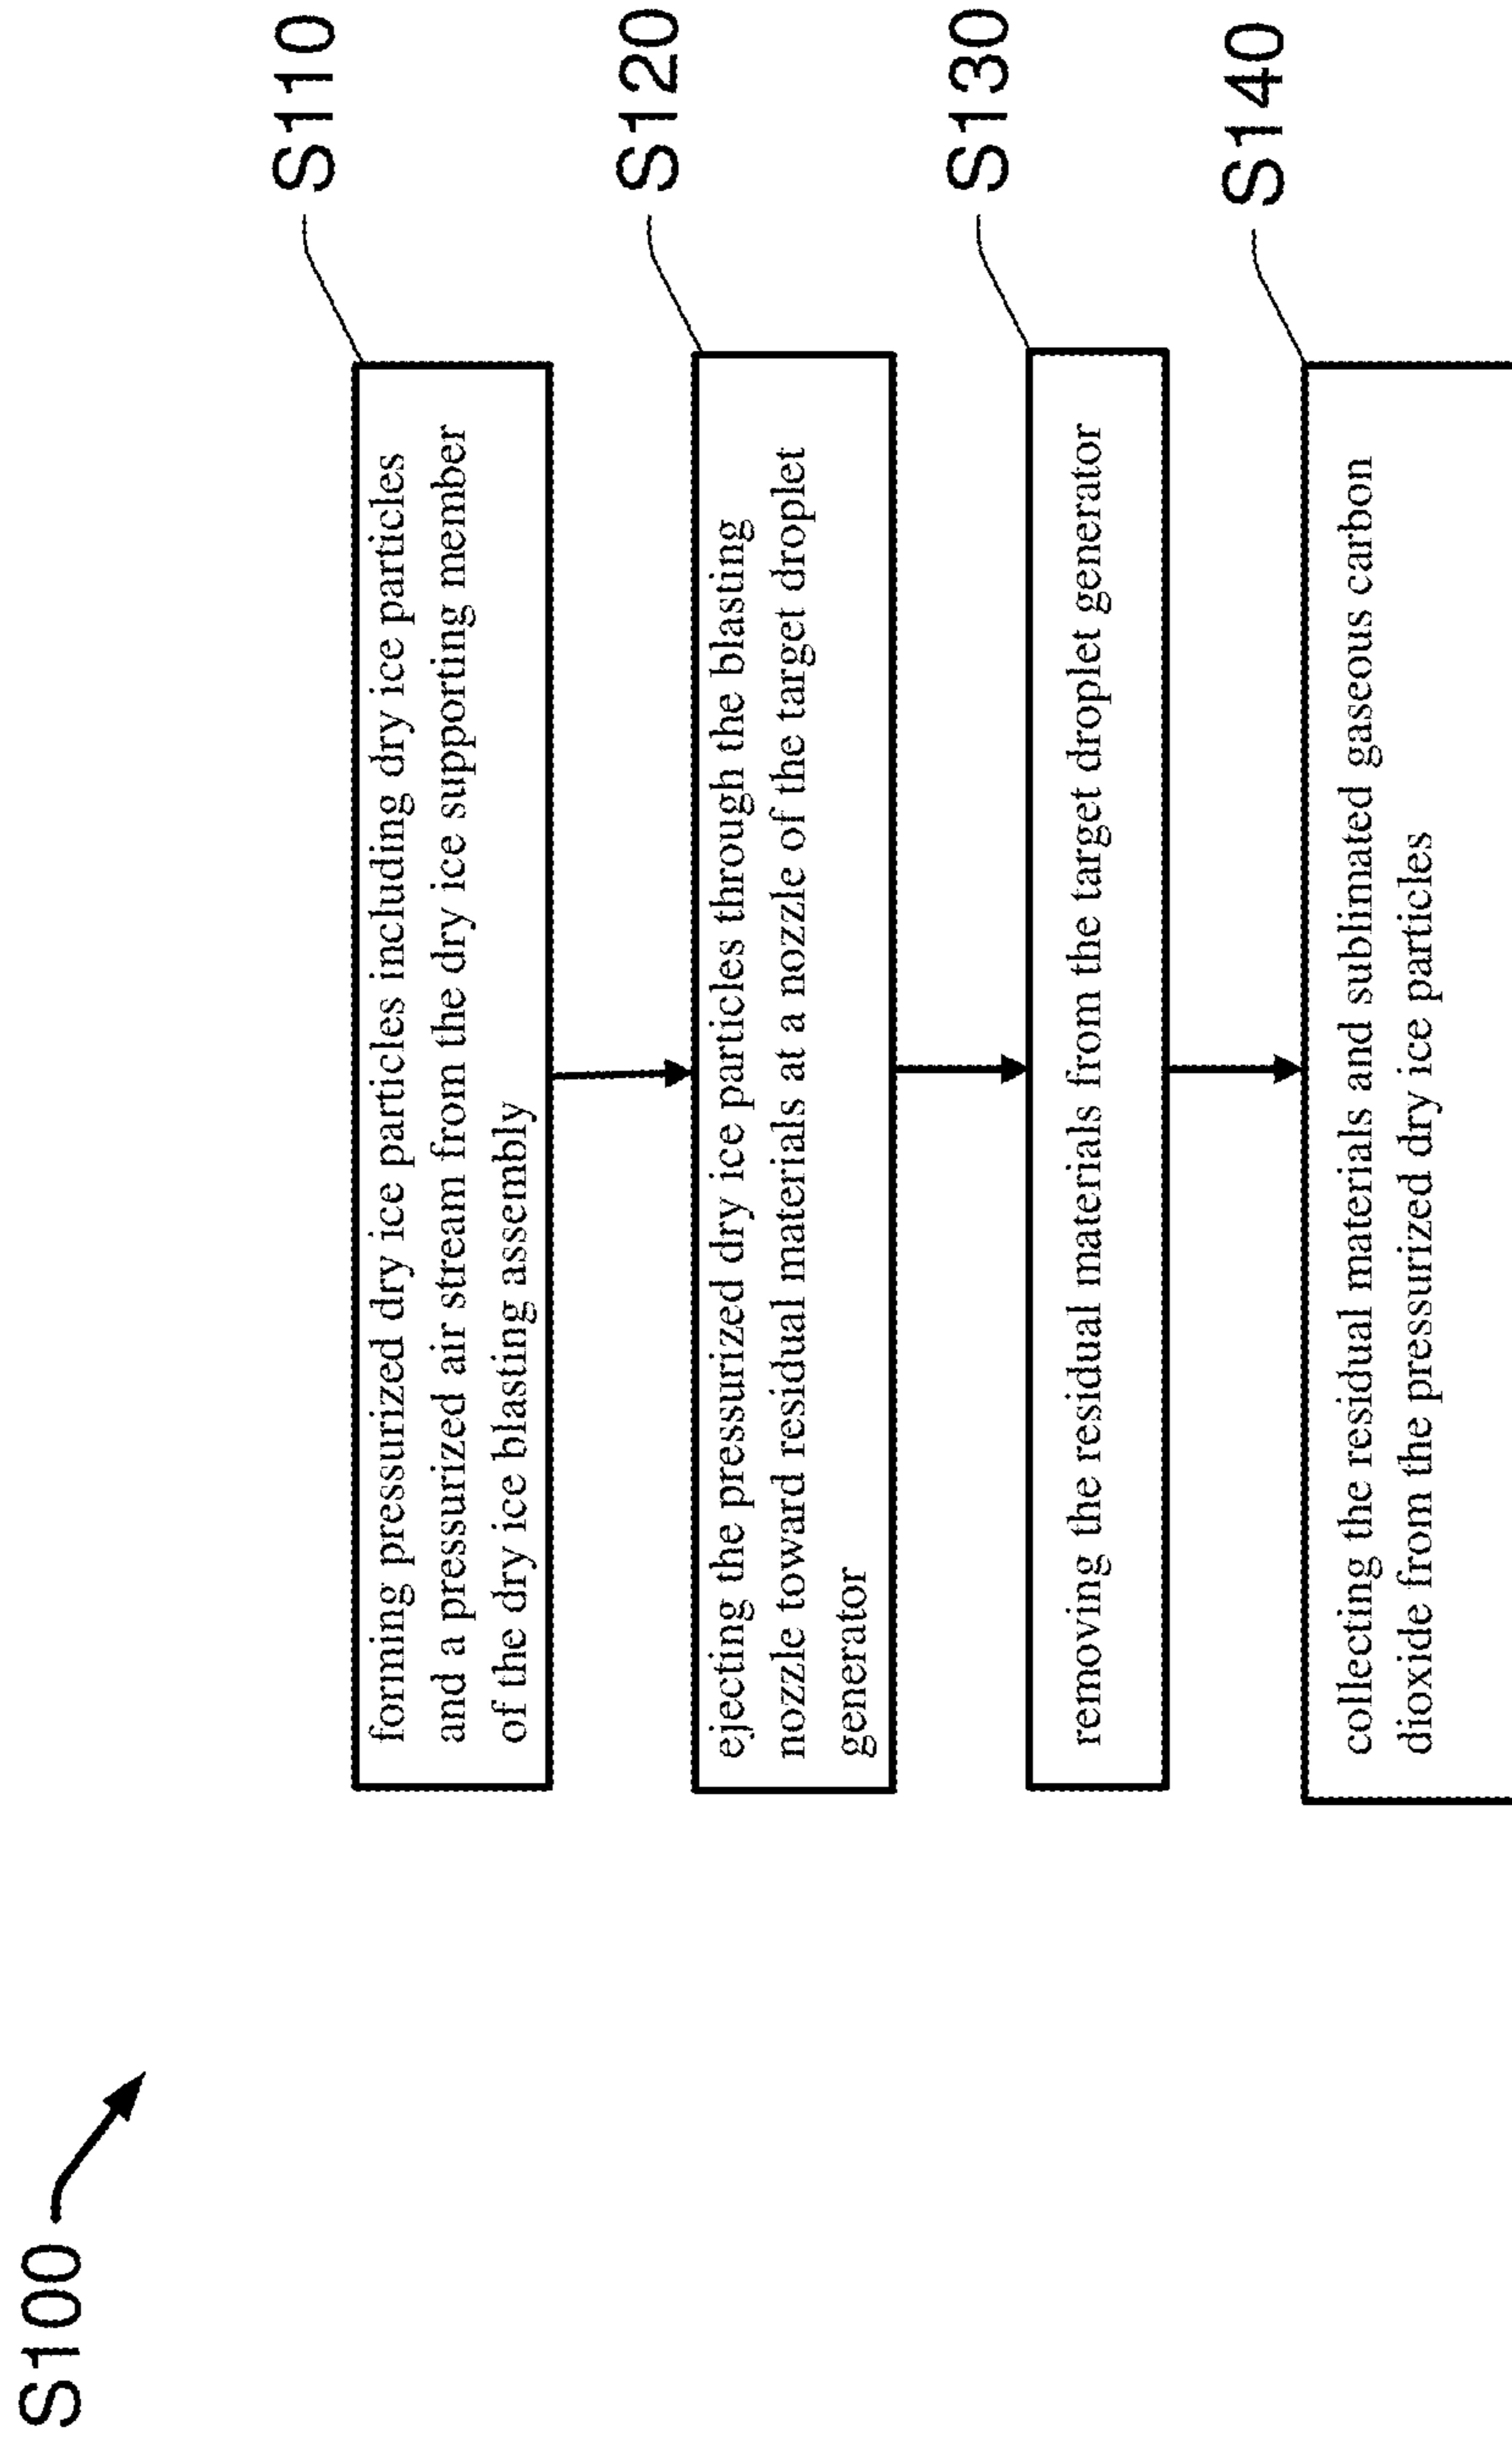 S100
S110
forming pressurized dry ice particles including dry ice particles
and a pressurized air stream from the dry ice supporting member
of the dry ice blasting assembly
S120
ejecting the pressurized dry ice particles through the blasting
nozzle toward residual materials at a nozzle of the target droplet
generator
S130
removing the residual materials from the target droplet generator
S140
collecting the residual materials and sublimated gaseous carbon
dioxide from the pressurized dry ice particles